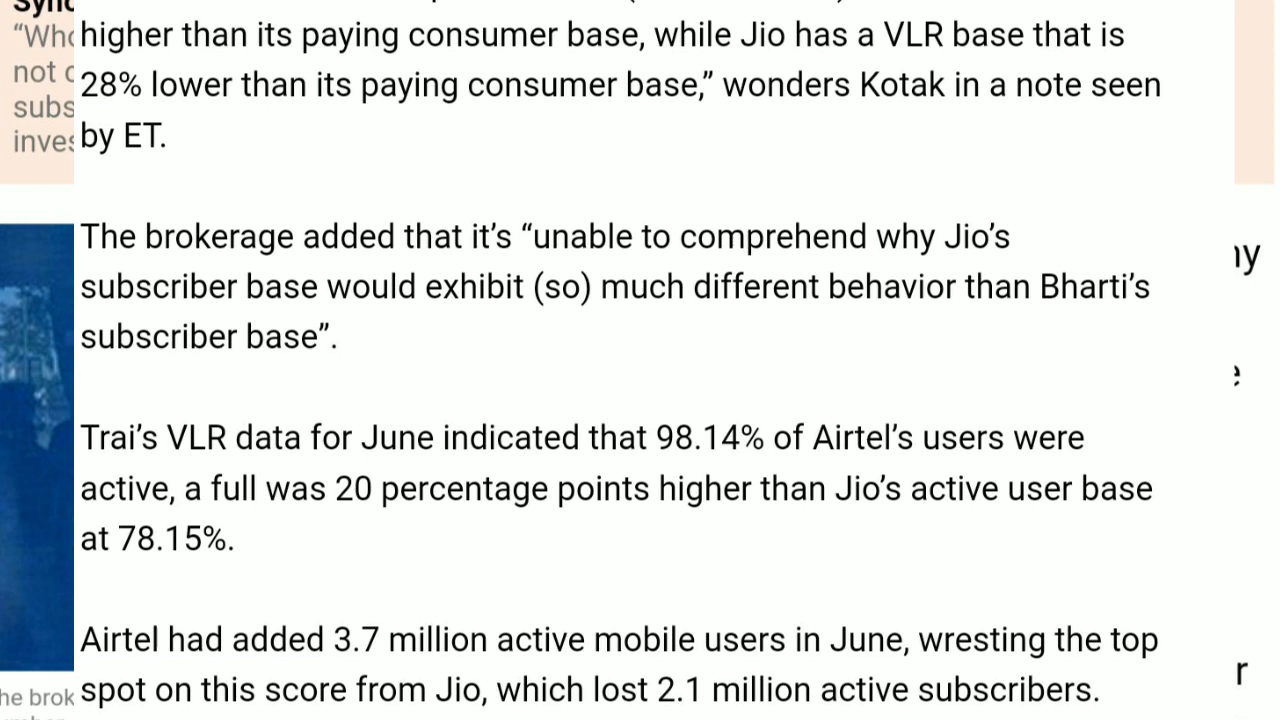 higher than its paying consumer base, while Jio has a VLR base that is
28% lower than its paying consumer base,” wonders Kotak in a note seen
by ET.
The brokerage added that it’s “unable to comprehend why Jio’s
subscriber base would exhibit (so) much different behavior than Bharti’s
subscriber base”.
Trai’s VLR data for June indicated that 98.14% of Airtel’s users were
active, a full was 20 percentage points higher than Jio’s active user base
at 78.15%.
Airtel had added 3.7 million active mobile users in June, wresting the top
spot on this score from Jio, which lost 2.1 million active subscribers.